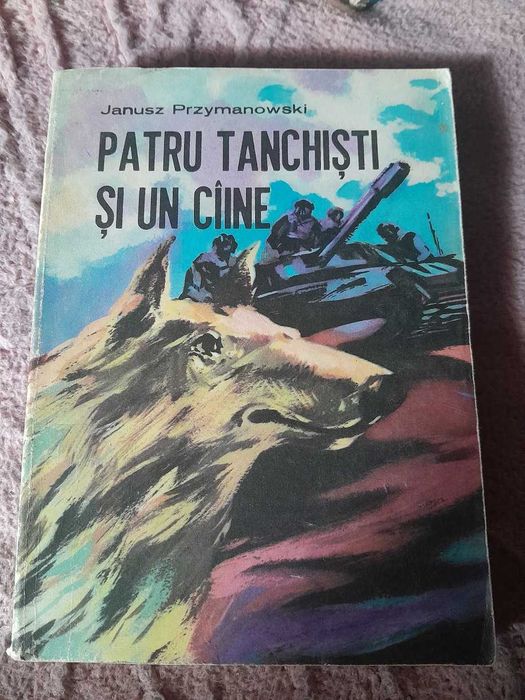 Janusz Przymanowski
PATRU TANCHIȘTI
ȘI UN CÎINE